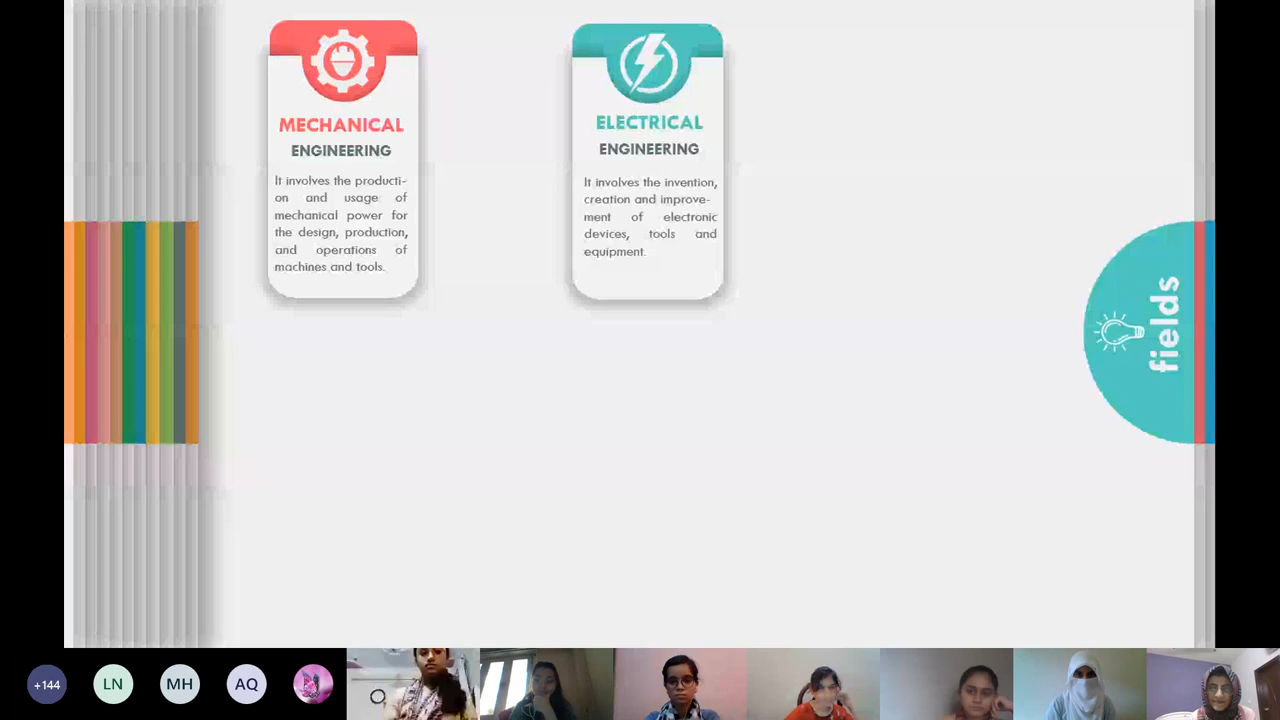 MECHANICAL
ENGINEERING
It involves the producti-
on and usage of
mechanical power for
the design, production,
and operations of
machines and tools.
ELECTRICAL
ENGINEERING
It involves the invention,
creation and improve-
ment of electronic
devices, tools and
equipment.
fields
+144
LN
MH
AQ